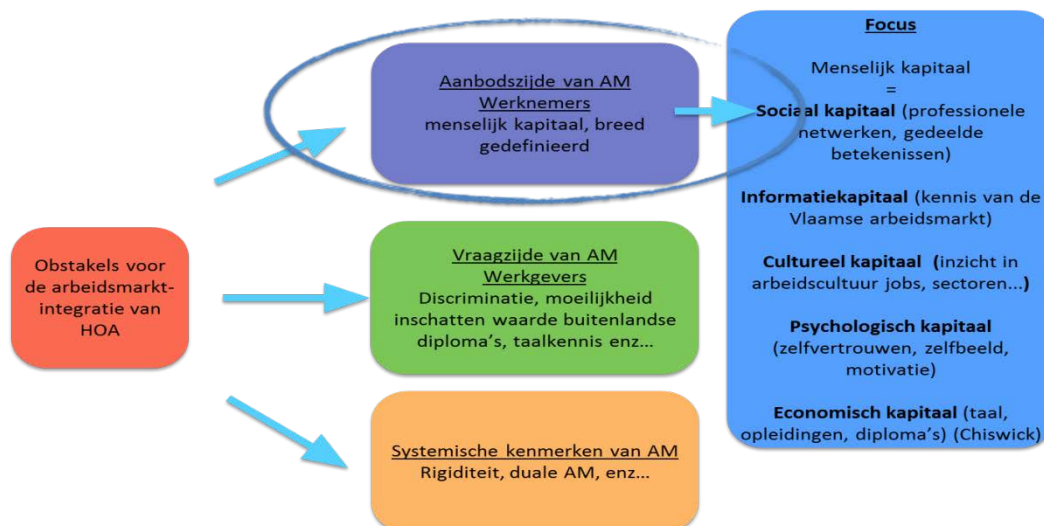 Obstakels voor
de arbeidsmarkt-
integratie van
HOA
Aanbodszijde van AM
Werknemers
menselijk kapitaal, breed
gedefinieerd
Vraagzijde van AM
Werkgevers
Discriminatie, moeilijkheid
inschatten waarde buitenlandse
diploma's, taalkennis enz...
Systemische kenmerken van AM
Rigiditeit, duale AM, enz...
Focus
Menselijk kapitaal
=
Sociaal kapitaal (professionele
netwerken, gedeelde
betekenissen)
Informatiekapitaal (kennis van de
Vlaamse arbeidsmarkt)
Cultureel kapitaal (inzicht in
arbeidscultuur jobs, sectoren...)
Psychologisch kapitaal
(zelfvertrouwen, zelfbeeld,
motivatie)
Economisch kapitaal (taal,
opleidingen, diploma's) (Chiswick)